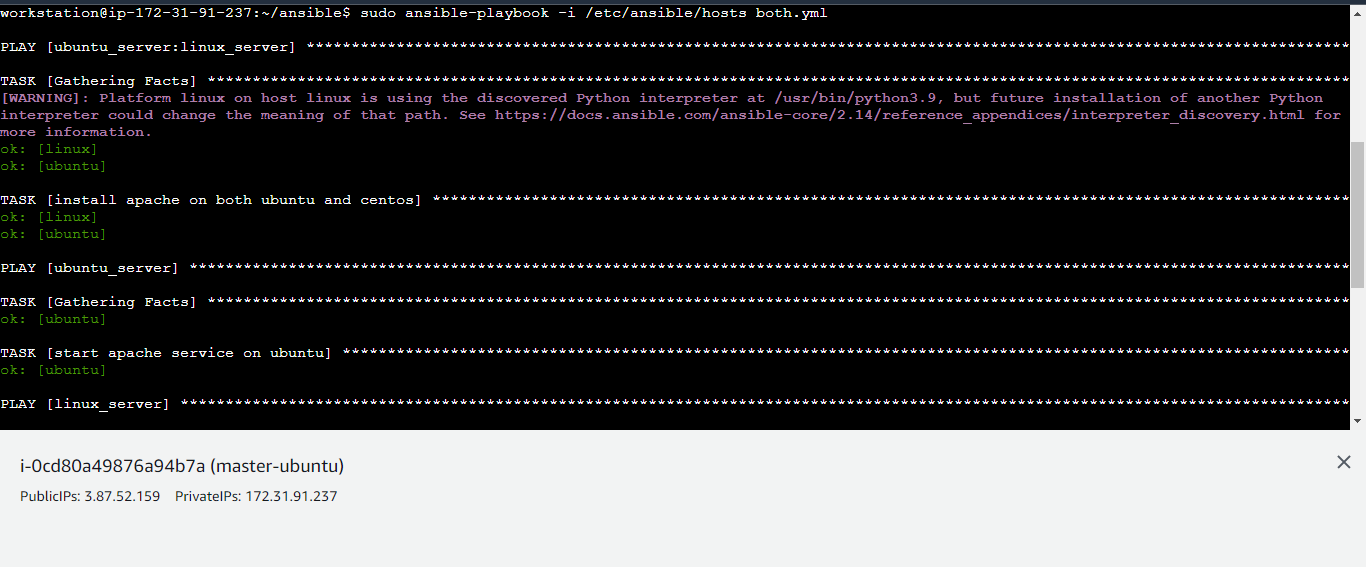 workstation@ip-172-31-91-237:~/ansible$ sudo ansible-playbook -i /etc/ansible/hosts both.yml
PLAY [ubuntu_server:linux_server] ********************************************************************************************************************
TASK [Gathering Facts] *******************************************************************************************************************************
[WARNING]: Platform linux on host linux is using the discovered Python interpreter at /usr/bin/python3.9, but future installation of another Python
interpreter could change the meaning of that path. See https://docs.ansible.com/ansible-core/2.14/reference_appendices/interpreter_discovery.html for
more information.
ok: [linux]
ok: [ubuntu]
TASK [install apache on both ubuntu and centos] ******************************************************************************************************
ok: [linux]
ok: [ubuntu]
PLAY [ubuntu_server] *********************************************************************************************************************************
TASK [Gathering Facts] *******************************************************************************************************************************
ok: [ubuntu]
TASK [start apache service on ubuntu] ****************************************************************************************************************
ok: [ubuntu]
PLAY [linux_server] **********************************************************************************************************************************
i-0cd80a49876a94b7a (master-ubuntu)
PublicIPs: 3.87.52.159 PrivateIPs: 172.31.91.237